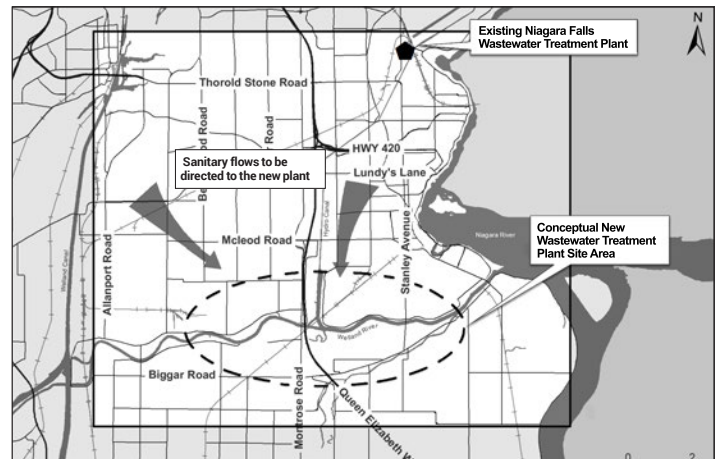 Existing Niagara Falls
Wastewater Treatment Plant
N
Thorold Stone Road
Road
Road
HWY 420
Lundy's Lane
Sanitary flows to be
directed to the new plant
Conceptual New
Wastewater Treatment
Plant Site Area
Niagara River
Mcleod Road
Hydro Canal
Stanley Avenue
Allanport Road
Welland Canal
Welland River
Biggar Road
Montrose Road
Queen Elizabeth W
0 2